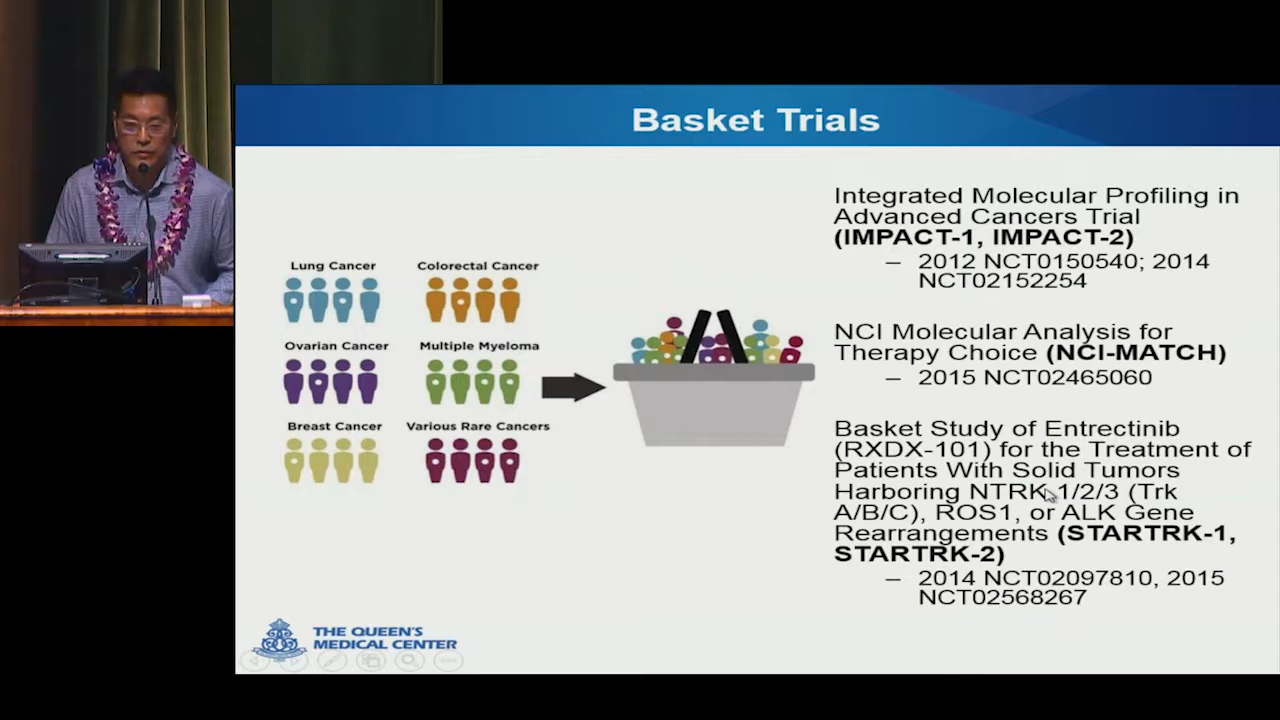 Basket Trials
Lung Cancer
Colorectal Cancer
Ovarian Cancer
Multiple Myeloma
Breast Cancer
Various Rare Cancers
Integrated Molecular Profiling in
Advanced Cancers Trial
(IMPACT-1, IMPACT-2)
– 2012 NCT0150540; 2014
NCT02152254
NCI Molecular Analysis for
Therapy Choice (NCI-MATCH)
– 2015 NCT02465060
Basket Study of Entrectinib
(RXDX-101) for the Treatment of
Patients With Solid Tumors
Harboring NTRK 1/2/3 (Trk
A/B/C), ROS1, or ALK Gene
Rearrangements (STARTRK-1,
STARTRK-2)
– 2014 NCT02097810, 2015
NCT02568267
THE QUEEN'S
MEDICAL CENTER